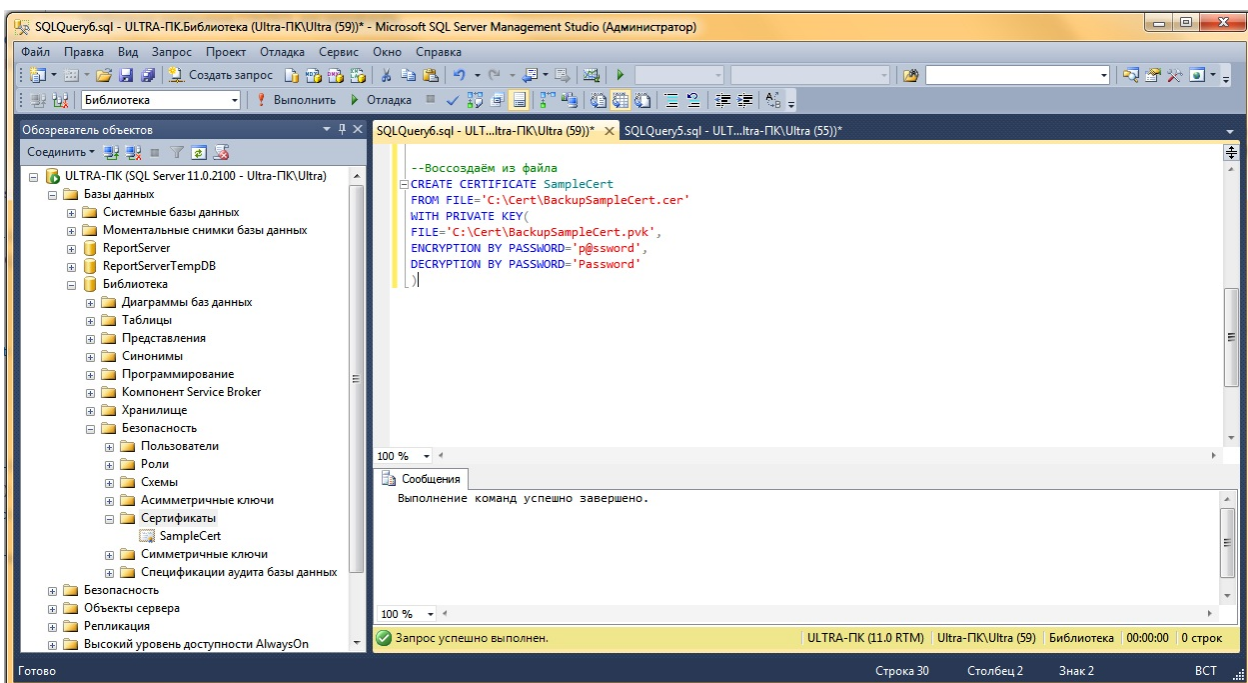 SQLQuery6.sql - ULTRA-ПК.Библиотека (Ultra-ПК\Ultra (59))* - Microsoft SQL Server Management Studio (Администратор)
Файл Правка Вид Запрос Проект Отладка Сервис Окно Справка
Создать запрос
Библиотека Выполнить Отладка
Обозреватель объектов
SQLQuery6.sql - ULT...ltra-ПК\Ultra (59))* SQLQuery5.sql - ULT...ltra-ПК\Ultra (55))*
Соединить
ULTRA-ПК (SQL Server 11.0.2100 - Ultra-ПК\Ultra)
Базы данных
Системные базы данных
Моментальные снимки базы данных
ReportServer
ReportServerTempDB
Библиотека
Диаграммы баз данных
Таблицы
Представления
Синонимы
Программирование
Компонент Service Broker
Хранилище
Безопасность
Пользователи
Роли
Схемы
Асимметричные ключи
Сертификаты
SampleCert
Симметричные ключи
Спецификации аудита базы данных
Безопасность
Объекты сервера
Репликация
Высокий уровень доступности AlwaysOn
--Воссоздаём из файла
CREATE CERTIFICATE SampleCert
FROM FILE='C:\Cert\BackupSampleCert.cer'
WITH PRIVATE KEY(
FILE='C:\Cert\BackupSampleCert.pvk',
ENCRYPTION BY PASSWORD='p@ssword',
DECRYPTION BY PASSWORD='Password'
)
100 %
Сообщения
Выполнение команд успешно завершено.
100 %
Запрос успешно выполнен. ULTRA-ПК (11.0 RTM) Ultra-ПК\Ultra (59) Библиотека 00:00:00 0 строк
Готово Строка 30 Столбец 2 Знак 2 ВСТ